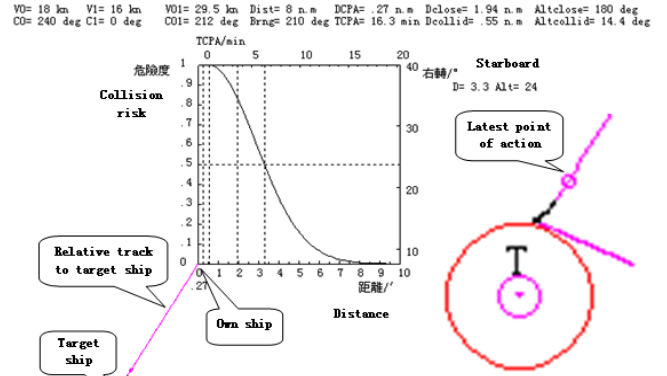 V0= 18 kn V1= 16 kn V01= 29.5 kn Dist= 8 n.m DCPA= .27 n.m Dclose= 1.94 n.m Altclose= 180 deg
C0= 240 deg C1= 0 deg C01= 212 deg Brng= 210 deg TCPA= 16.3 min Dcollid= .55 n.m Altcollid= 14.4 deg
TCPA/min
0 5 10 15 20
危險度
Collision
risk
1
.9
.8
.7
.6
.5
.4
.3
.2
.1
0
40
30
20
10
右轉/°
Starboard
D= 3.3 Alt= 24
Latest point
of action
T
0 1 2 3 4 5 6 7 8 9 10
.27
距離/′
Distance
Relative track
to target ship
Own ship
Target
ship